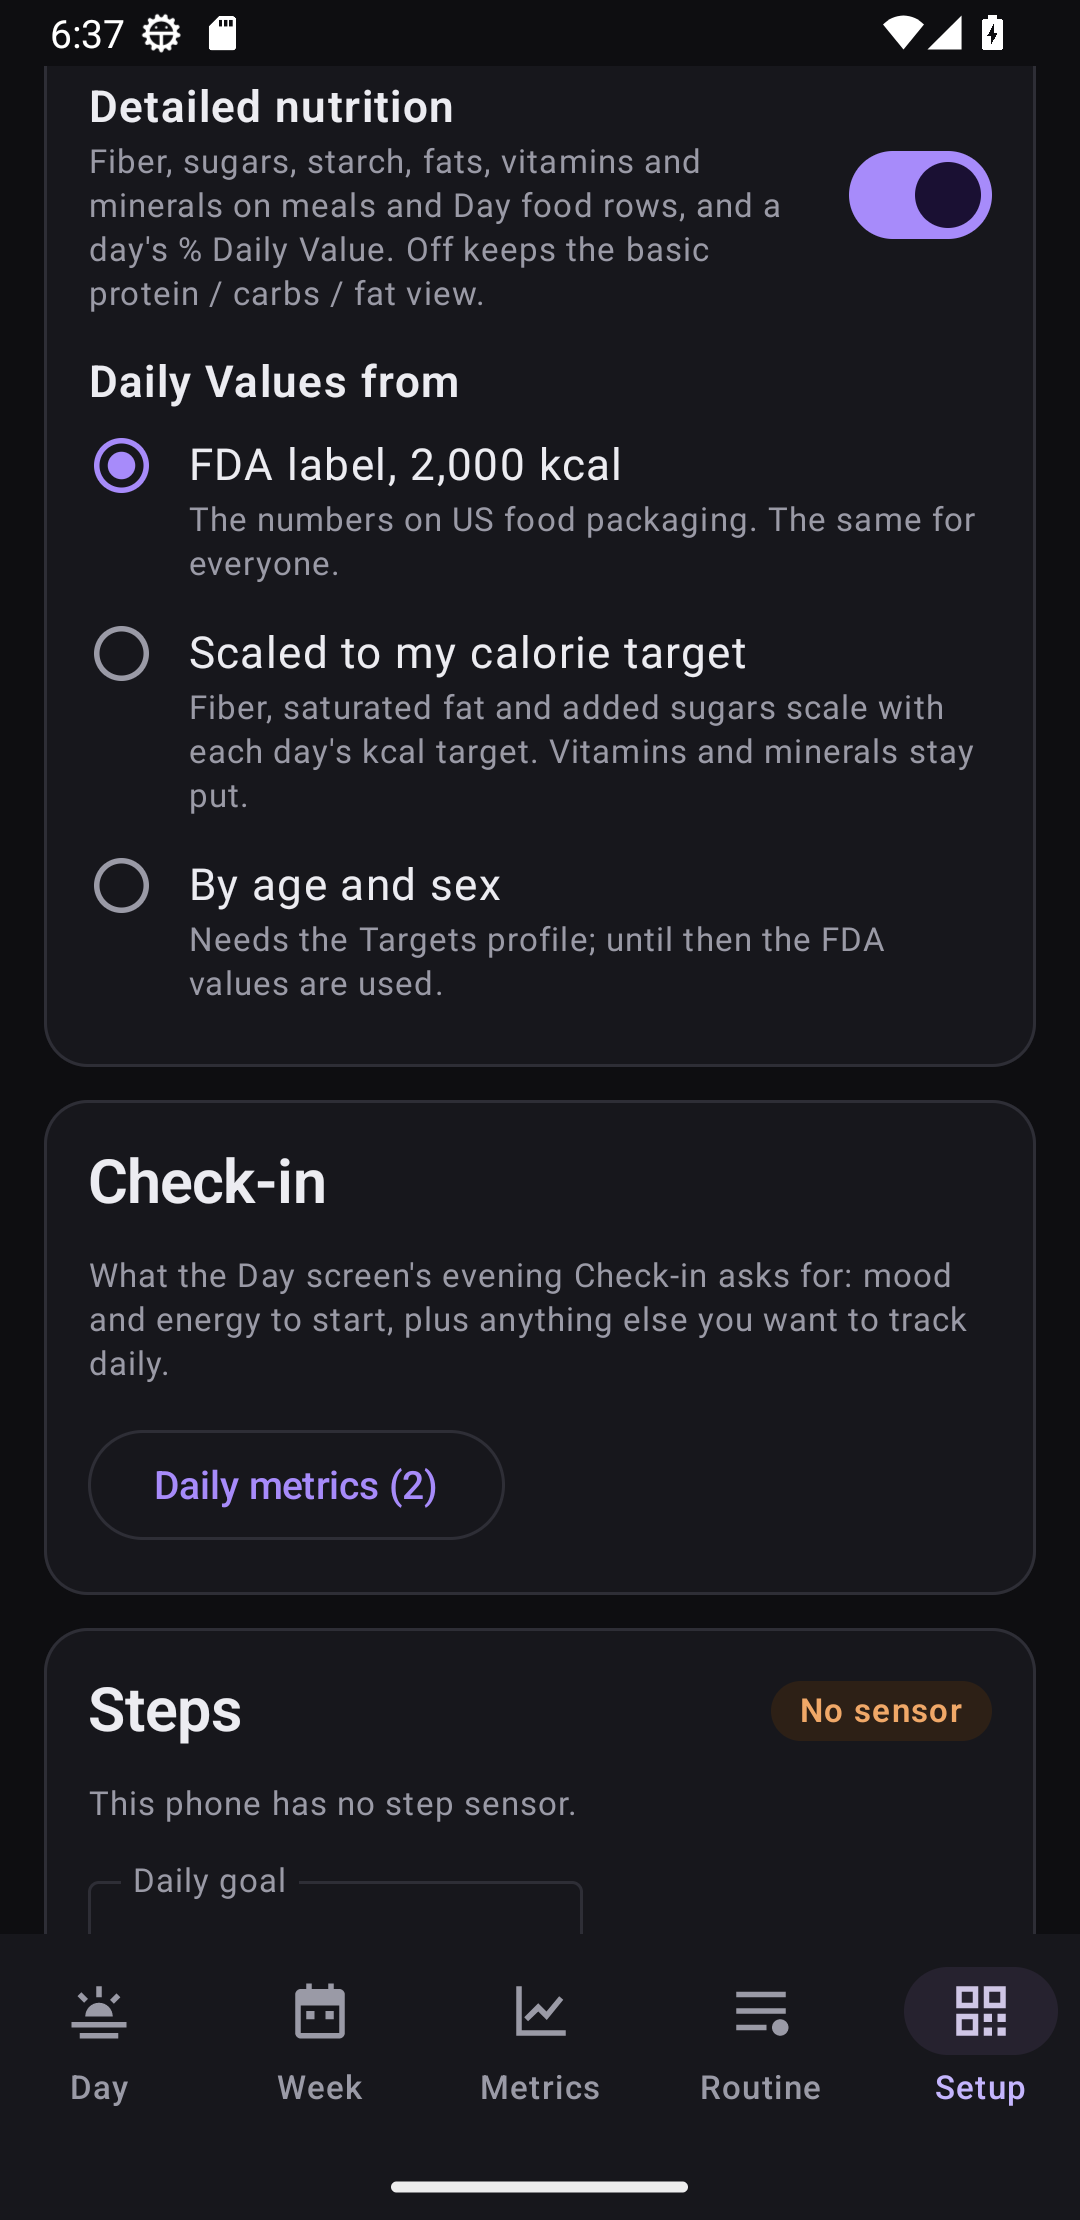 6:37
Detailed nutrition
Fiber, sugars, starch, fats, vitamins and
minerals on meals and Day food rows, and a
day's % Daily Value. Off keeps the basic
protein / carbs / fat view.
Daily Values from
FDA label, 2,000 kcal
The numbers on US food packaging. The same for
everyone.
Scaled to my calorie target
Fiber, saturated fat and added sugars scale with
each day's kcal target. Vitamins and minerals stay
put.
By age and sex
Needs the Targets profile; until then the FDA
values are used.
Check-in
What the Day screen's evening Check-in asks for: mood
and energy to start, plus anything else you want to track
daily.
Daily metrics (2)
Steps
No sensor
This phone has no step sensor.
Daily goal
Day
Week
Metrics
Routine
Setup